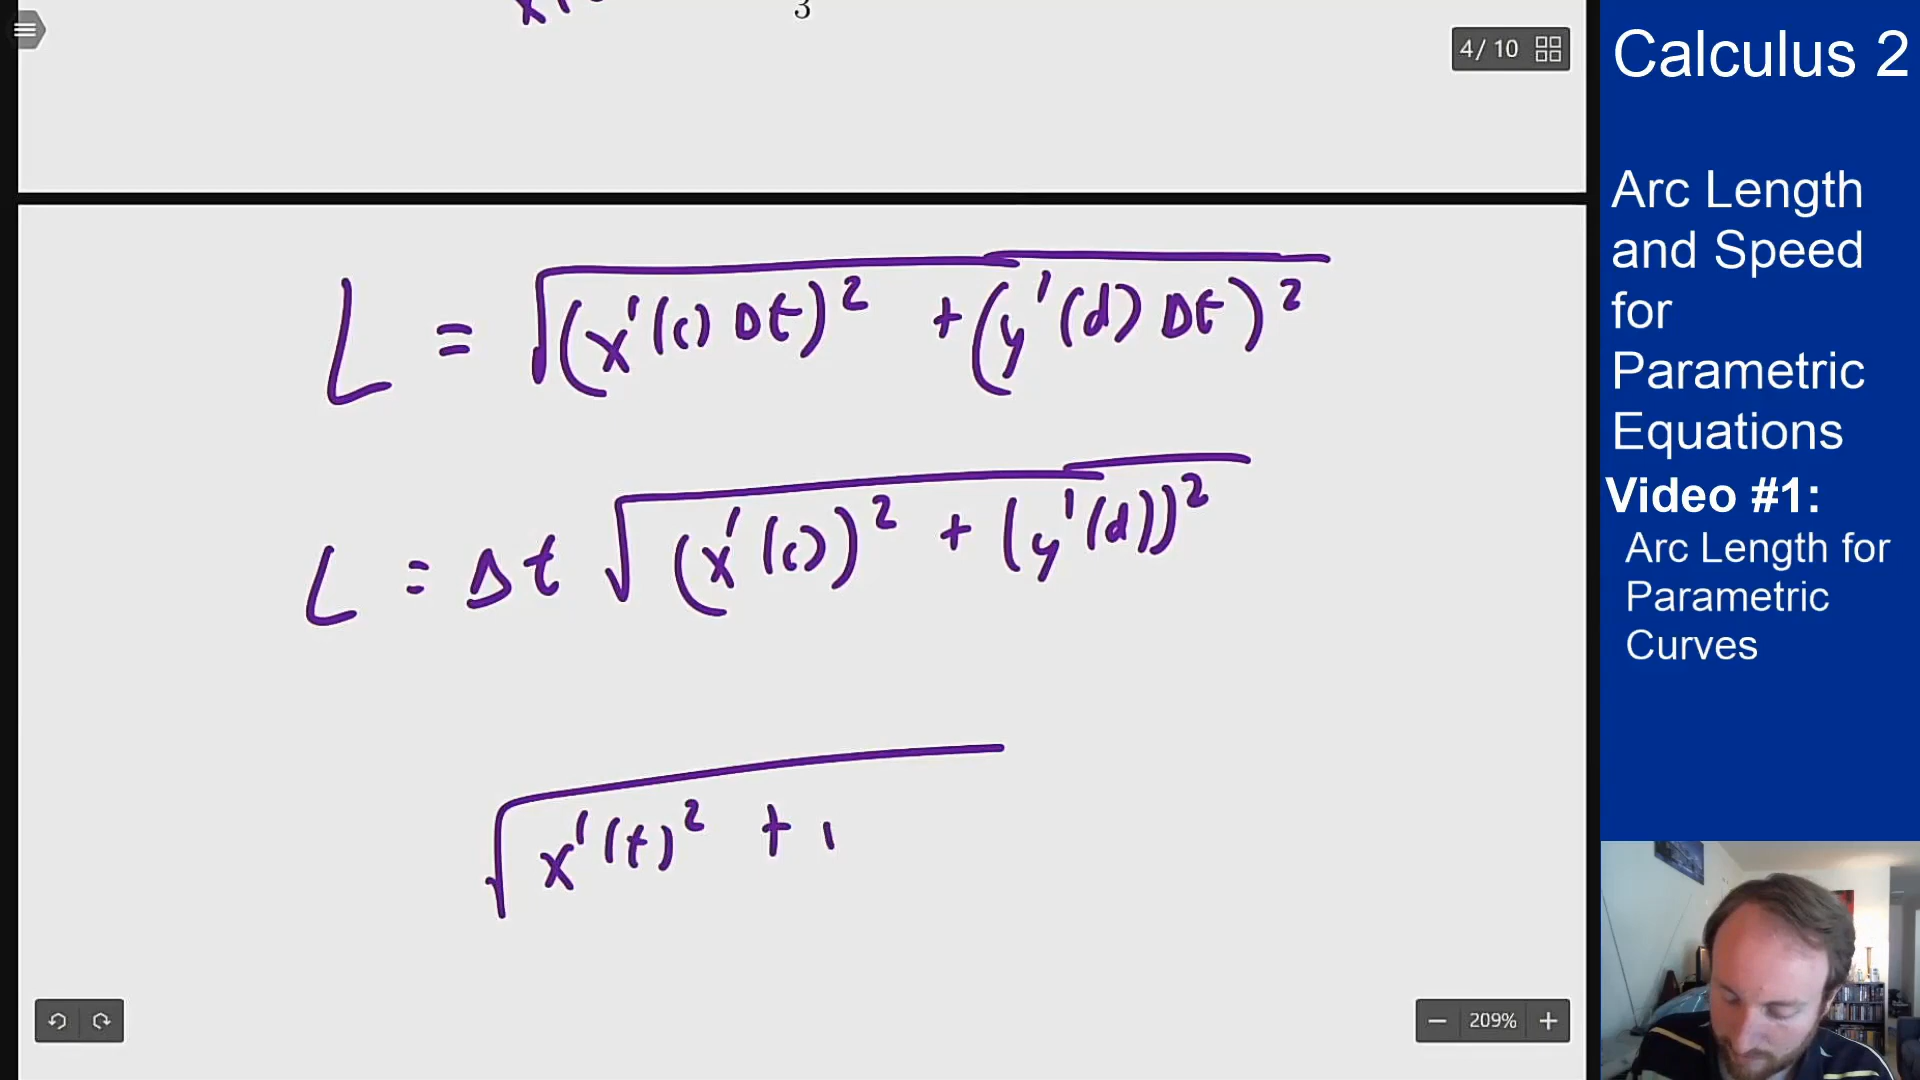 3
4 / 10
L = √((x'(c) Δt)² + (y'(d) Δt)²)
L = Δt √((x'(c))² + (y'(d))²)
√(x'(t)² +
209%
Calculus 2
Arc Length
and Speed
for
Parametric
Equations
Video #1:
Arc Length for
Parametric
Curves